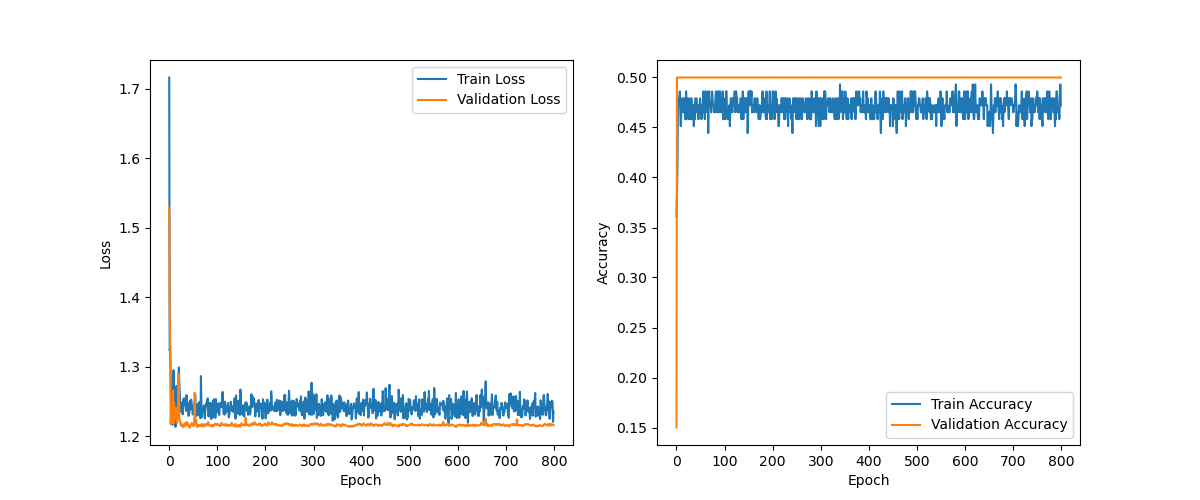 Train Loss
Validation Loss
1.7
1.6
1.5
1.4
1.3
1.2
Loss
0 100 200 300 400 500 600 700 800
Epoch
0.50
0.45
0.40
0.35
0.30
0.25
0.20
0.15
Accuracy
Train Accuracy
Validation Accuracy
0 100 200 300 400 500 600 700 800
Epoch